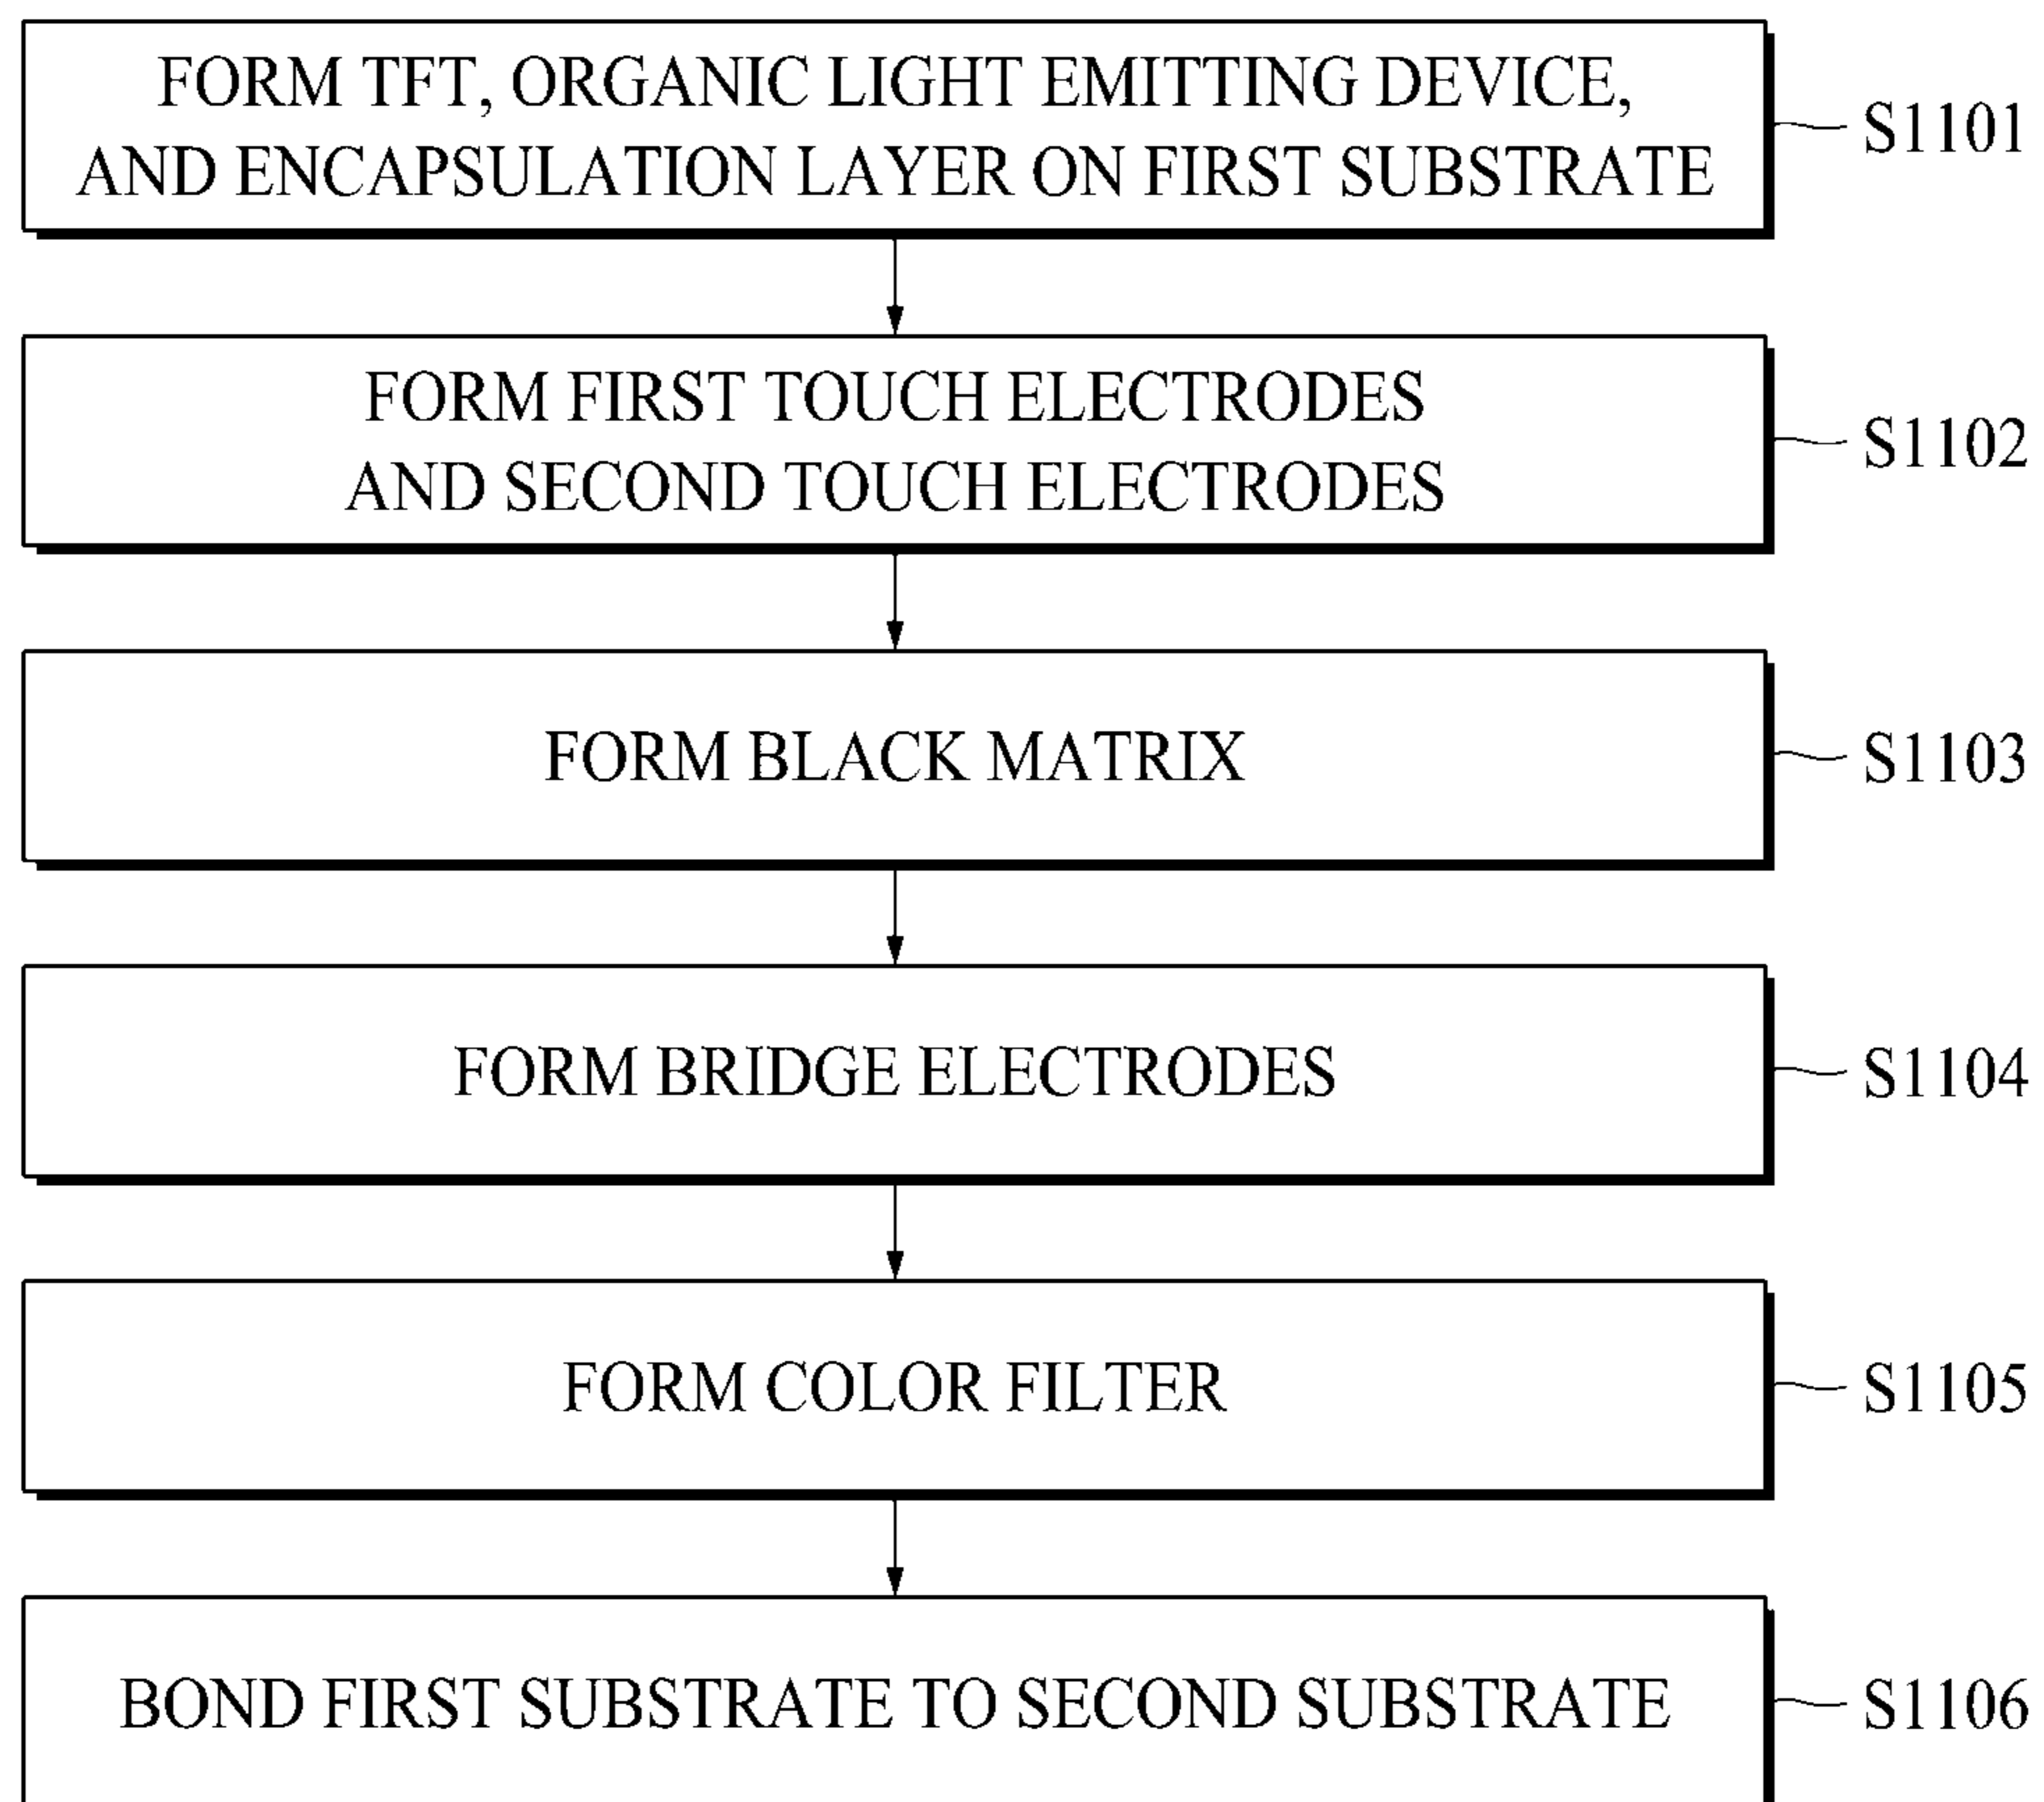 FORM TFT, ORGANIC LIGHT EMITTING DEVICE,
AND ENCAPSULATION LAYER ON FIRST SUBSTRATE
S1101
FORM FIRST TOUCH ELECTRODES
AND SECOND TOUCH ELECTRODES
S1102
FORM BLACK MATRIX
S1103
FORM BRIDGE ELECTRODES
S1104
FORM COLOR FILTER
S1105
BOND FIRST SUBSTRATE TO SECOND SUBSTRATE
S1106